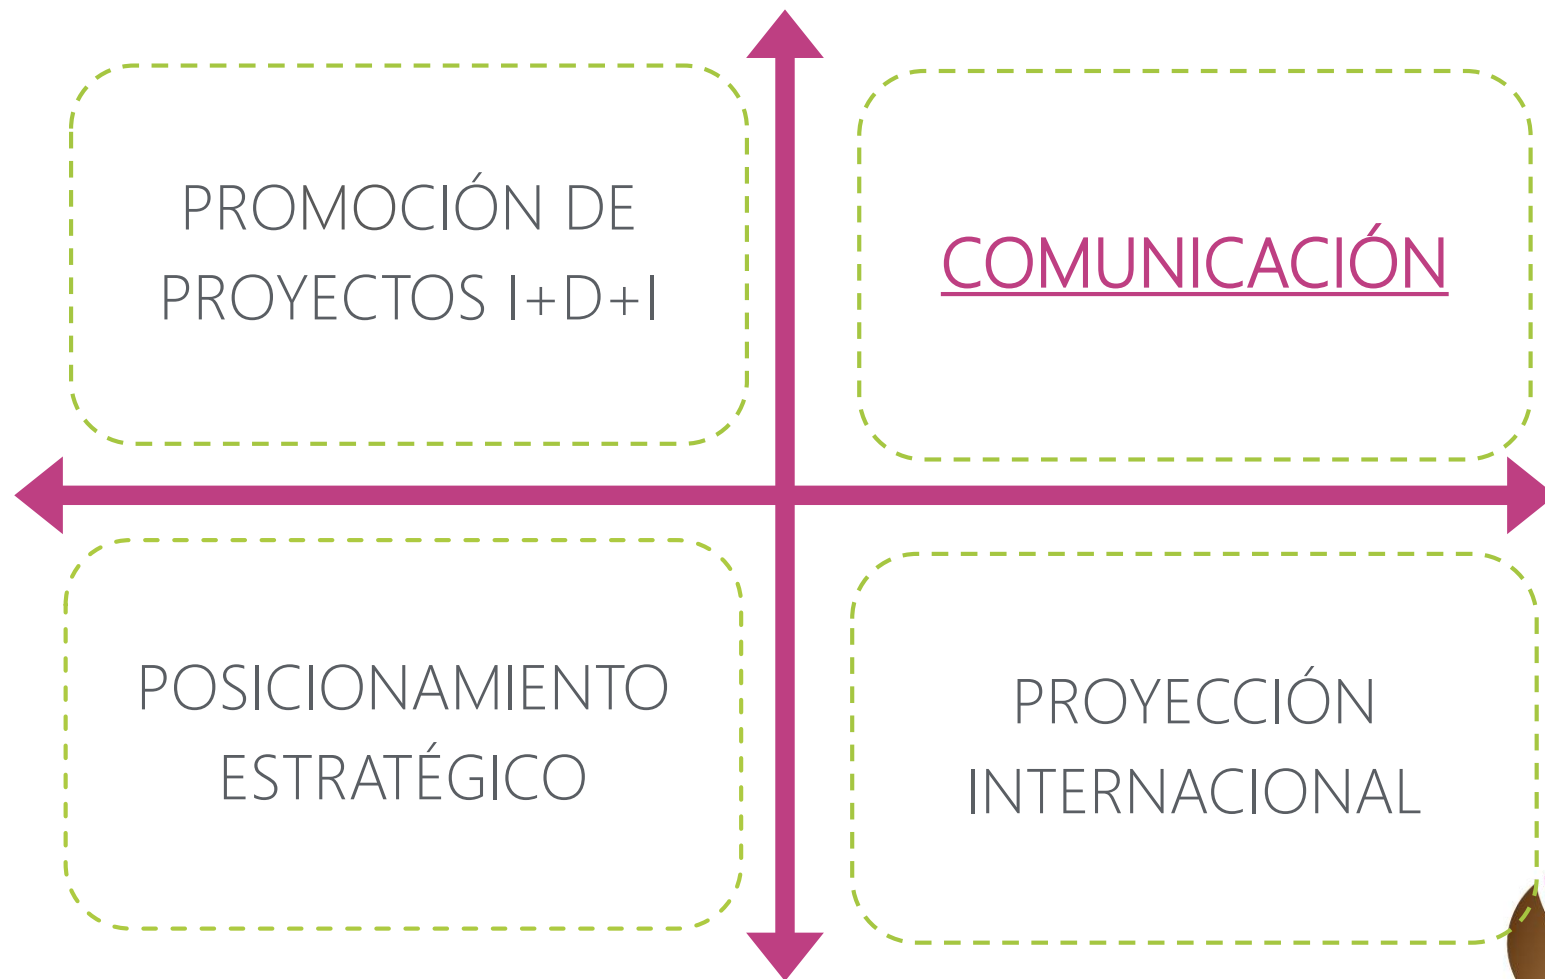 PROMOCIÓN DE
PROYECTOS I+D+I
COMUNICACIÓN
POSICIONAMIENTO
ESTRATÉGICO
PROYECCIÓN
INTERNACIONAL